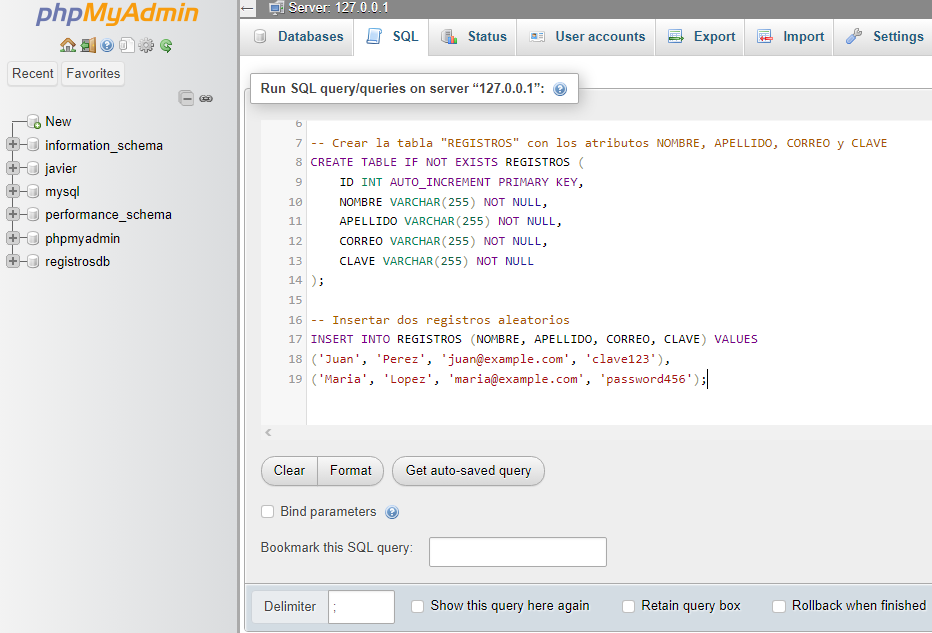 phpMyAdmin
Recent Favorites
New
information_schema
javier
mysql
performance_schema
phpmyadmin
registrosdb
Server: 127.0.0.1
Databases SQL Status User accounts Export Import Settings
Run SQL query/queries on server “127.0.0.1”:
6
7 -- Crear la tabla "REGISTROS" con los atributos NOMBRE, APELLIDO, CORREO y CLAVE
8 CREATE TABLE IF NOT EXISTS REGISTROS (
9 ID INT AUTO_INCREMENT PRIMARY KEY,
10 NOMBRE VARCHAR(255) NOT NULL,
11 APELLIDO VARCHAR(255) NOT NULL,
12 CORREO VARCHAR(255) NOT NULL,
13 CLAVE VARCHAR(255) NOT NULL
14 );
15
16 -- Insertar dos registros aleatorios
17 INSERT INTO REGISTROS (NOMBRE, APELLIDO, CORREO, CLAVE) VALUES
18 ('Juan', 'Perez', 'juan@example.com', 'clave123'),
19 ('Maria', 'Lopez', 'maria@example.com', 'password456');
Clear Format Get auto-saved query
Bind parameters
Bookmark this SQL query:
Delimiter ; Show this query here again Retain query box Rollback when finished